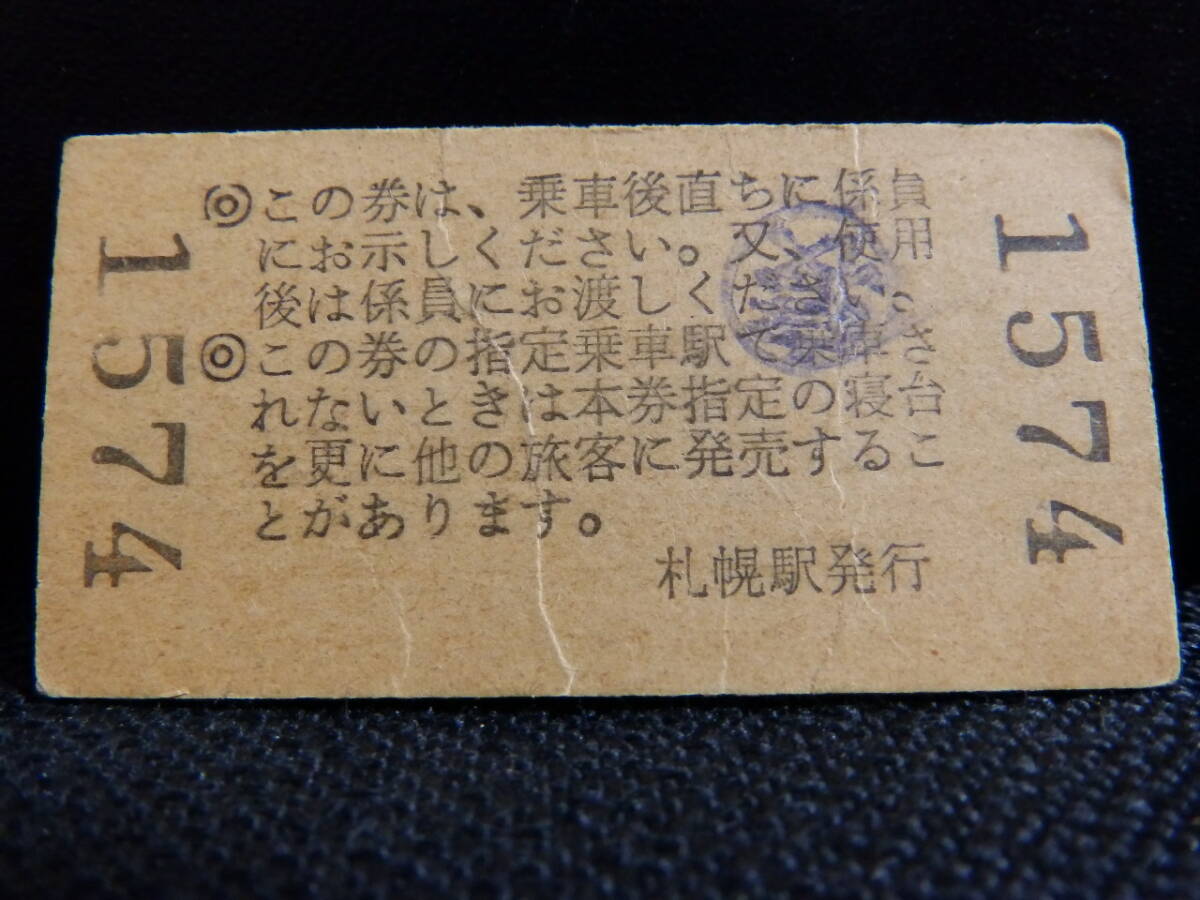 ◎この券は、乗車後直ちに係員
にお示しください。又、使用
後は係員にお渡しください。
◎この券の指定乗車駅で乗車さ
れないときは本券指定の寝台
を更に他の旅客に発売するこ
とがあります。
札幌駅発行
1574
1574